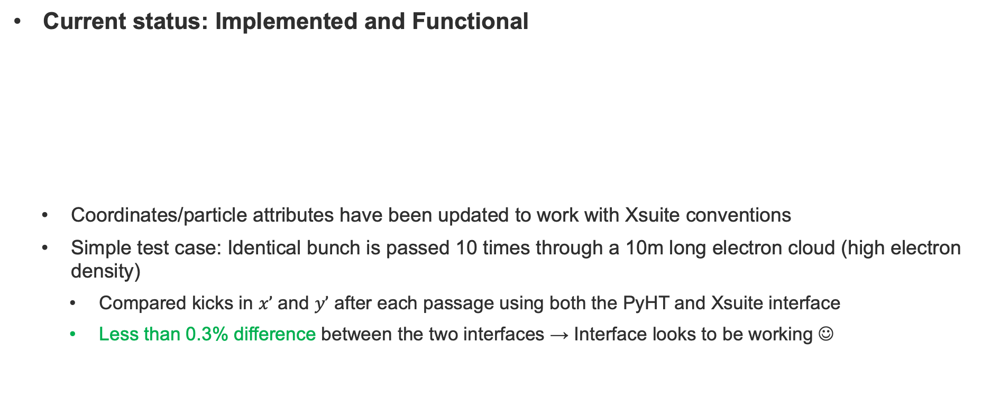 • Current status: Implemented and Functional
• Coordinates/particle attributes have been updated to work with Xsuite conventions
• Simple test case: Identical bunch is passed 10 times through a 10m long electron cloud (high electron
density)
• Compared kicks in x’ and y’ after each passage using both the PyHT and Xsuite interface
• Less than 0.3% difference between the two interfaces → Interface looks to be working ☺